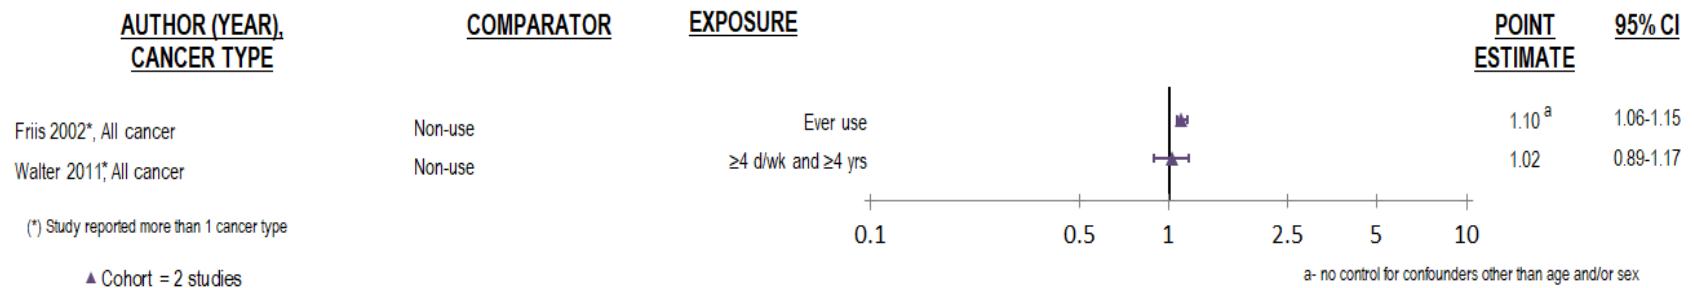 AUTHOR (YEAR), COMPARATOR EXPOSURE POINT 95% CI
CANCER TYPE ESTIMATE
Friis 2002*, All cancer Non-use Ever use 1.10 a 1.06-1.15
Walter 2011*, All cancer Non-use ≥4 d/wk and ≥4 yrs 1.02 0.89-1.17
(*) Study reported more than 1 cancer type
0.1 0.5 1 2.5 5 10
▲ Cohort = 2 studies
a- no control for confounders other than age and/or sex